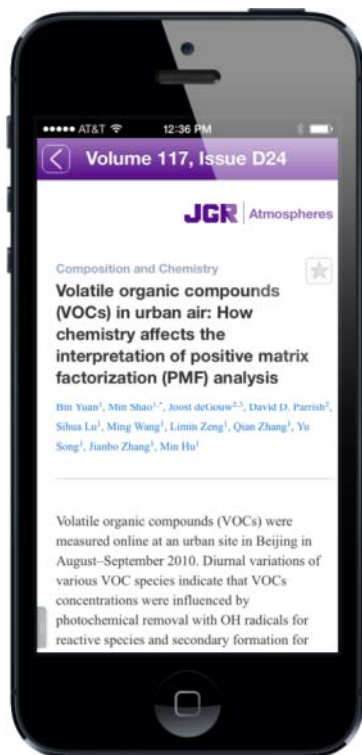 AT&T 12:36 PM
Volume 117, Issue D24
JGR Atmospheres
Composition and Chemistry
Volatile organic compounds
(VOCs) in urban air: How
chemistry affects the
interpretation of positive matrix
factorization (PMF) analysis
Bin Yuan¹, Min Shao¹,*, Joost deGouw²,³, David D. Parrish²,
Sihua Lu¹, Ming Wang¹, Limin Zeng¹, Qian Zhang¹, Yu
Song¹, Jianbo Zhang¹, Min Hu¹
Volatile organic compounds (VOCs) were
measured online at an urban site in Beijing in
August–September 2010. Diurnal variations of
various VOC species indicate that VOCs
concentrations were influenced by
photochemical removal with OH radicals for
reactive species and secondary formation for